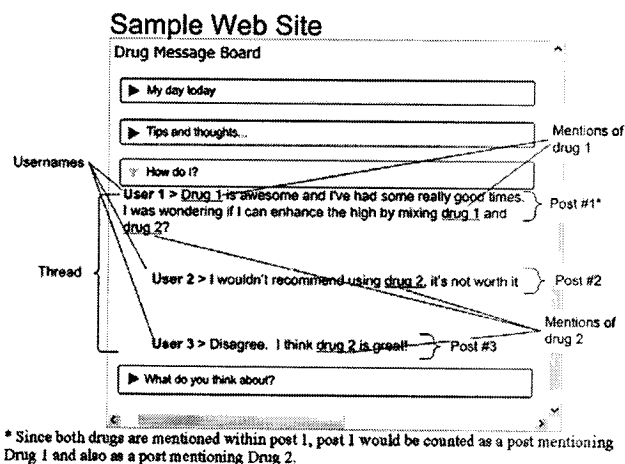 Sample Web Site
Drug Message Board
My day today
Tips and thoughts...
Mentions of
drug 1
Usernames
How do I?
User 1 > Drug 1 is awesome and I've had some really good times.
I was wondering if I can enhance the high by mixing drug 1 and
drug 2?
Post #1*
Thread
User 2 > I wouldn't recommend using drug 2, it's not worth it
Post #2
Mentions of
drug 2
User 3 > Disagree. I think drug 2 is great!
Post #3
What do you think about?
* Since both drugs are mentioned within post 1, post 1 would be counted as a post mentioning
Drug 1 and also as a post mentioning Drug 2.